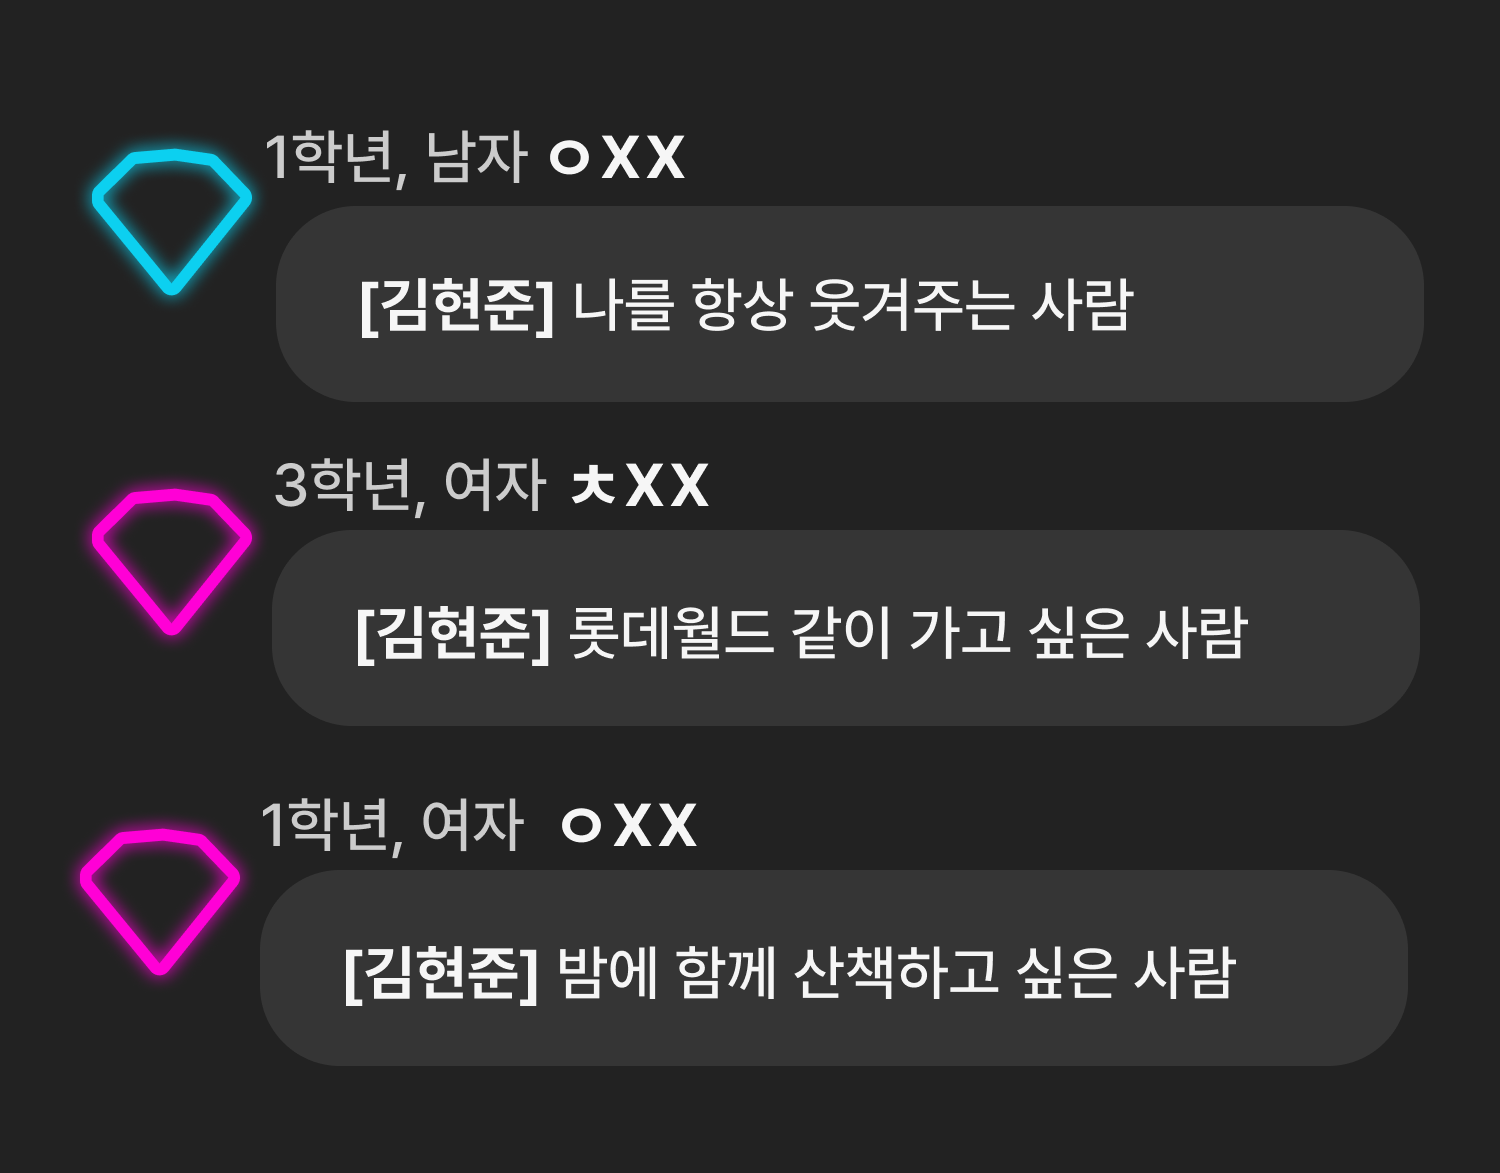 1학년, 남자 ㅇXX
[김현준] 나를 항상 웃겨주는 사람
3학년, 여자 ㅊXX
[김현준] 롯데월드 같이 가고 싶은 사람
1학년, 여자 ㅇXX
[김현준] 밤에 함께 산책하고 싶은 사람